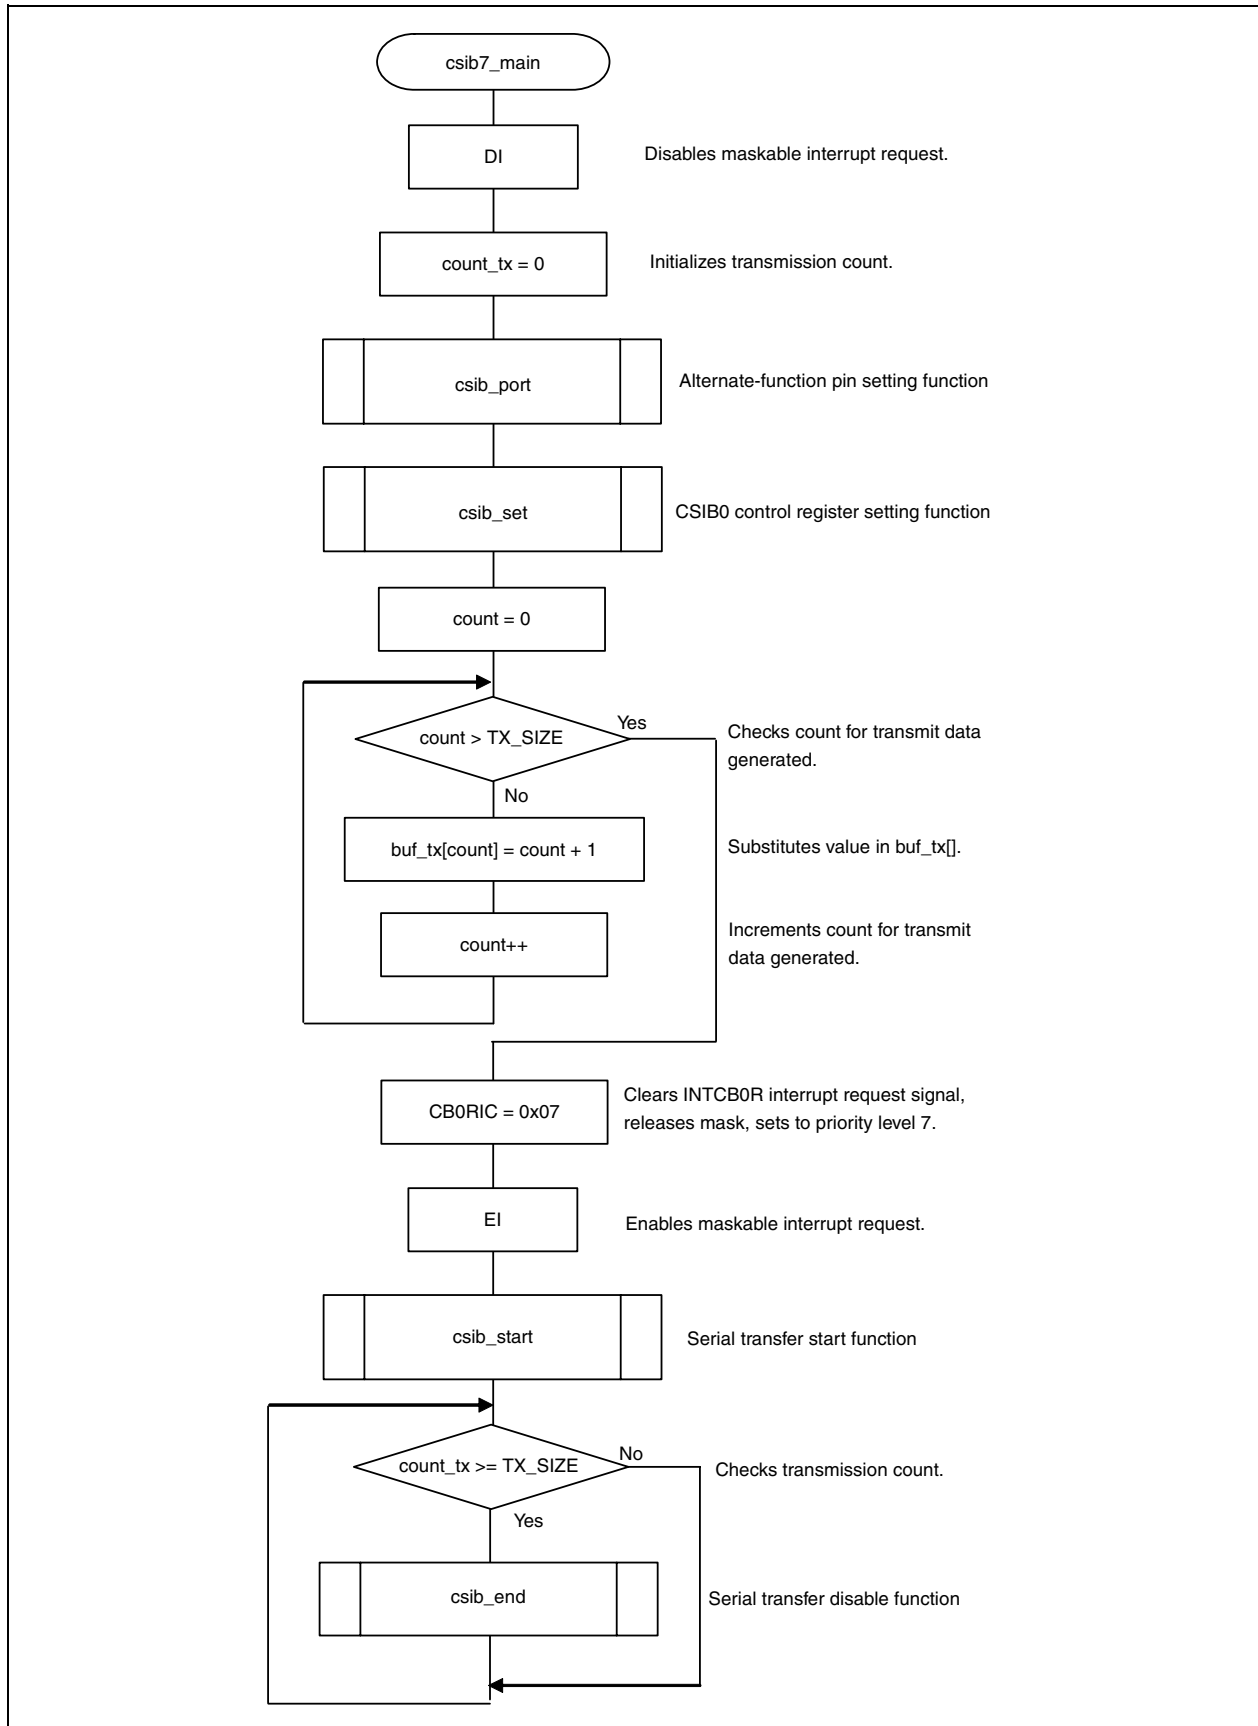 csib7_main
DI
Disables maskable interrupt request.
count_tx = 0
Initializes transmission count.
csib_port
Alternate-function pin setting function
csib_set
CSIB0 control register setting function
count = 0
count > TX_SIZE
Yes
Checks count for transmit data
generated.
No
buf_tx[count] = count + 1
Substitutes value in buf_tx[].
count++
Increments count for transmit
data generated.
CB0RIC = 0x07
Clears INTCB0R interrupt request signal,
releases mask, sets to priority level 7.
EI
Enables maskable interrupt request.
csib_start
Serial transfer start function
count_tx >= TX_SIZE
No
Checks transmission count.
Yes
csib_end
Serial transfer disable function